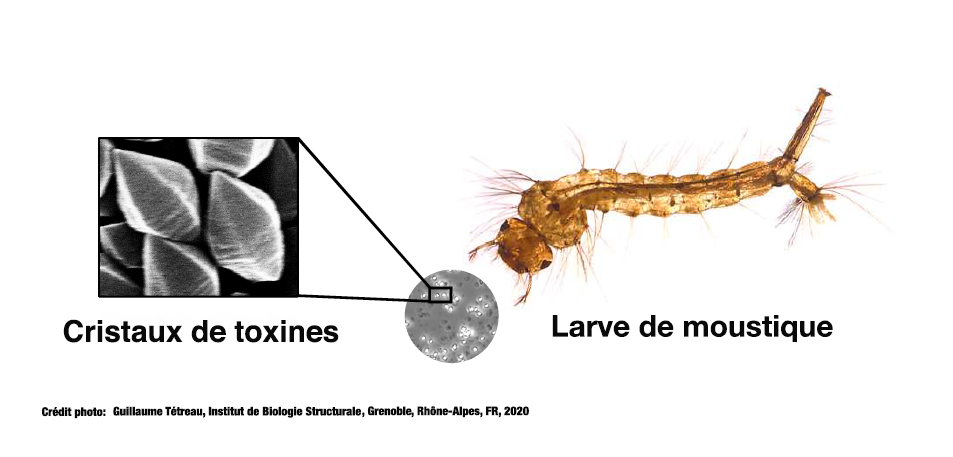 Cristaux de toxines
Larve de moustique
Crédit photo: Guillaume Tétreau, Institut de Biologie Structurale, Grenoble, Rhône-Alpes, FR, 2020